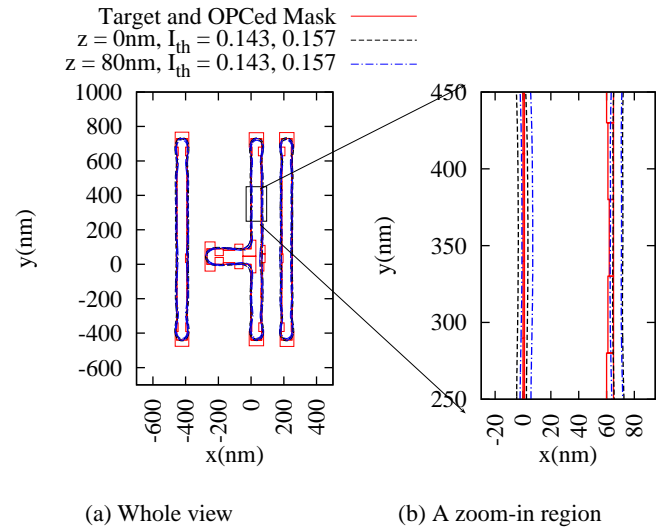 Target and OPCed Mask
z = 0nm, I_th = 0.143, 0.157
z = 80nm, I_th = 0.143, 0.157
1000
800
600
400
200
0
-200
-400
-600
y(nm)
-600
-400
-200
0
200
400
x(nm)
450
400
350
300
250
y(nm)
-20
0
20
40
60
80
x(nm)
(a) Whole view
(b) A zoom-in region